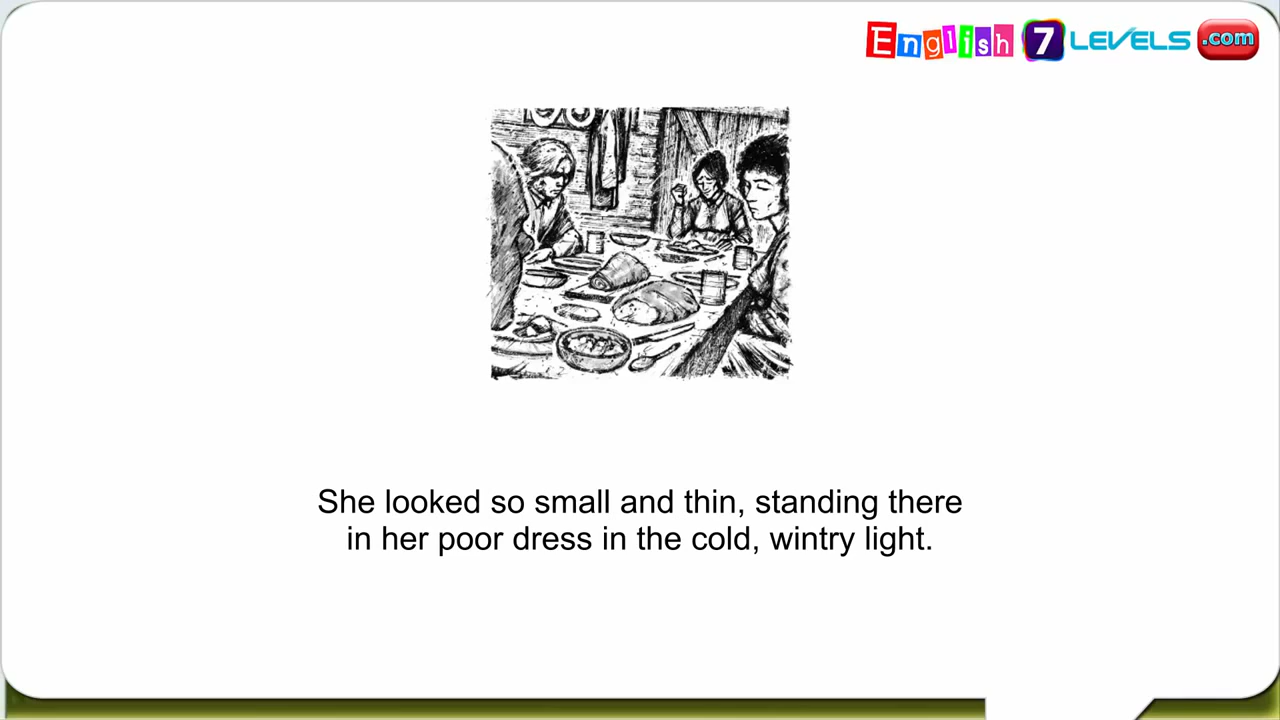 English 7 LEVELS .com
She looked so small and thin, standing there
in her poor dress in the cold, wintry light.